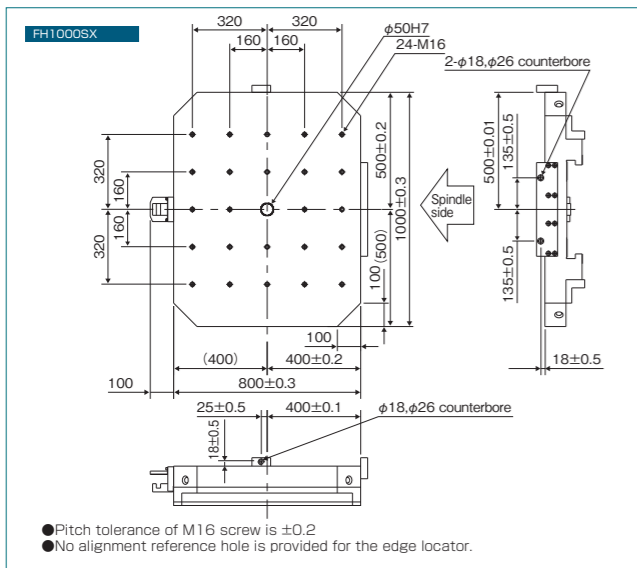 FH1000SX
320
320
160
160
φ50H7
24-M16
2-φ18,φ26 counterbore
320
160
160
320
500±0.2
1000±0.3
(500)
100
100
Spindle
side
500±0.01
135±0.5
135±0.5
18±0.5
(400)
400±0.2
100
800±0.3
25±0.5
400±0.1
φ18,φ26 counterbore
18±0.5
●Pitch tolerance of M16 screw is ±0.2
●No alignment reference hole is provided for the edge locator.